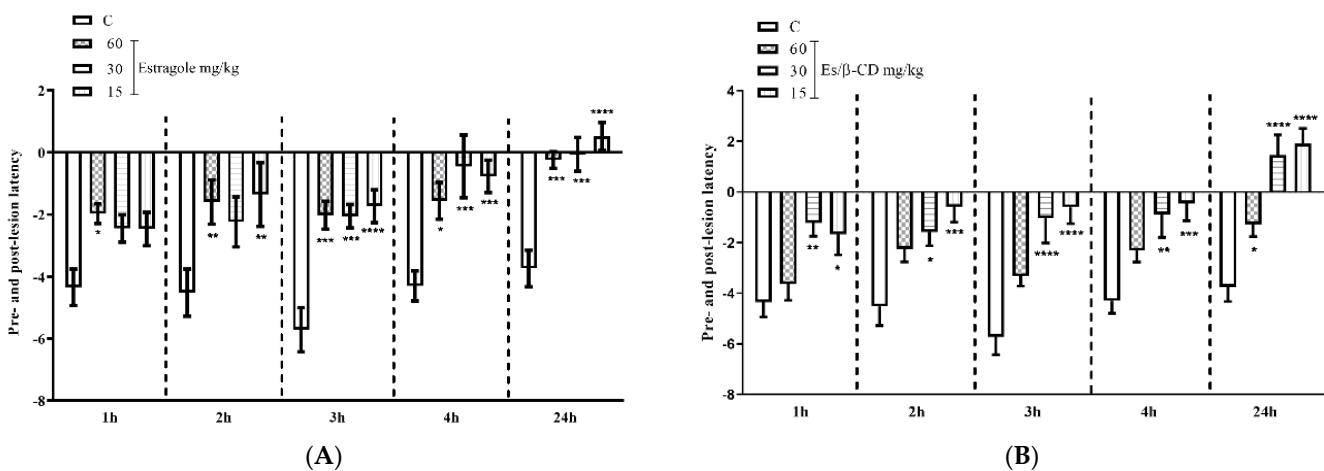 C
60
30
15
Estragole mg/kg
Pre- and post-lesion latency
2
0
-2
-4
-6
-8
*
**
**
***
***
****
*
***
***
***
***
****
1h
2h
3h
4h
24h
(A)
C
60
30
15
Es/β-CD mg/kg
Pre- and post-lesion latency
4
2
0
-2
-4
-6
-8
**
*
*
***
****
****
**
***
*
****
****
1h
2h
3h
4h
24h
(B)